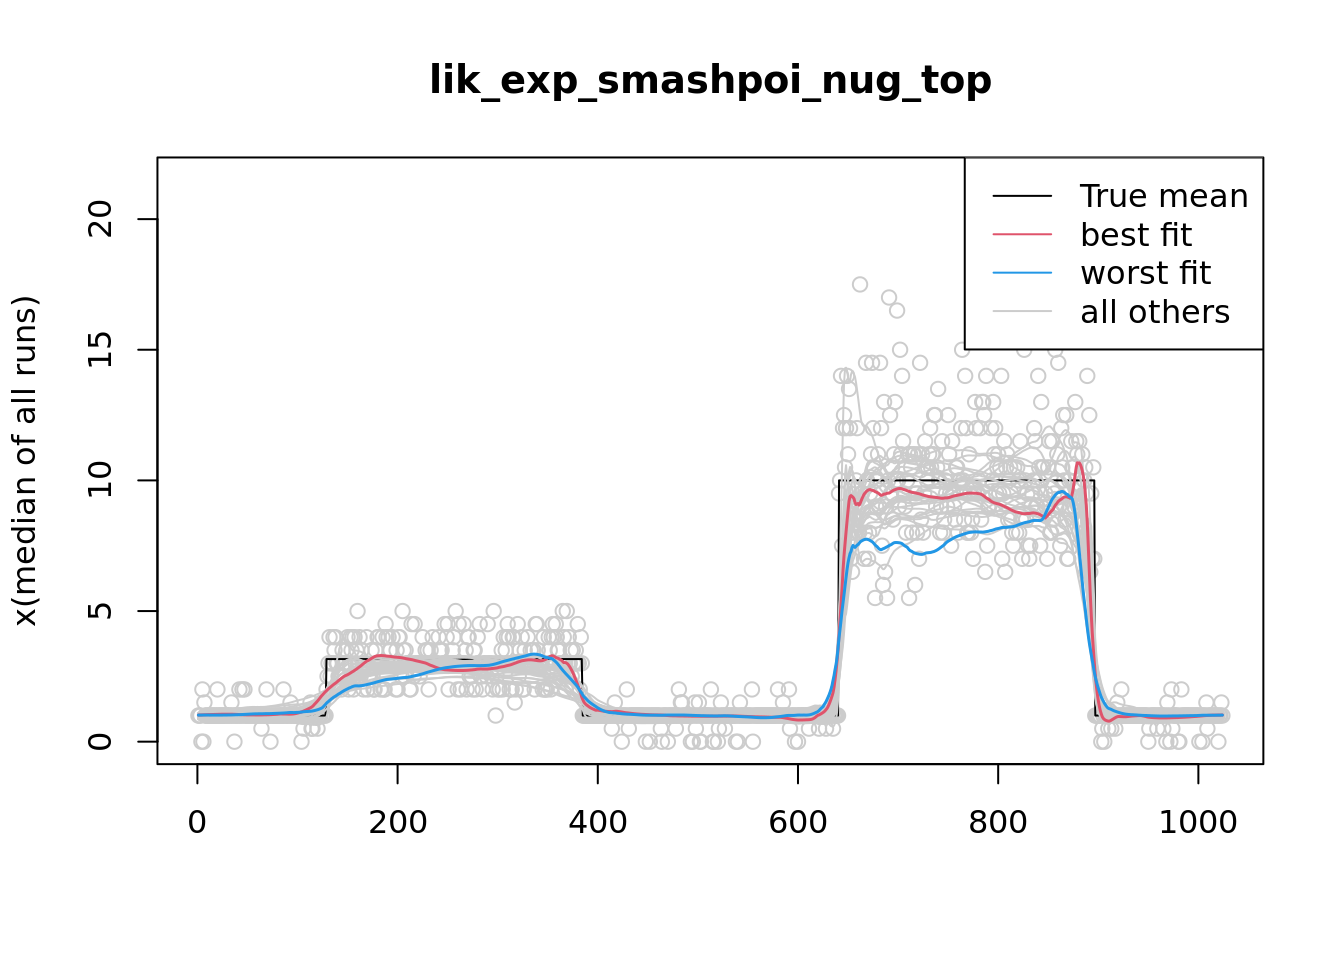 lik_exp_smashpoi_nug_top
True mean
best fit
worst fit
all others
x(median of all runs)
20
15
10
5
0
0 200 400 600 800 1000